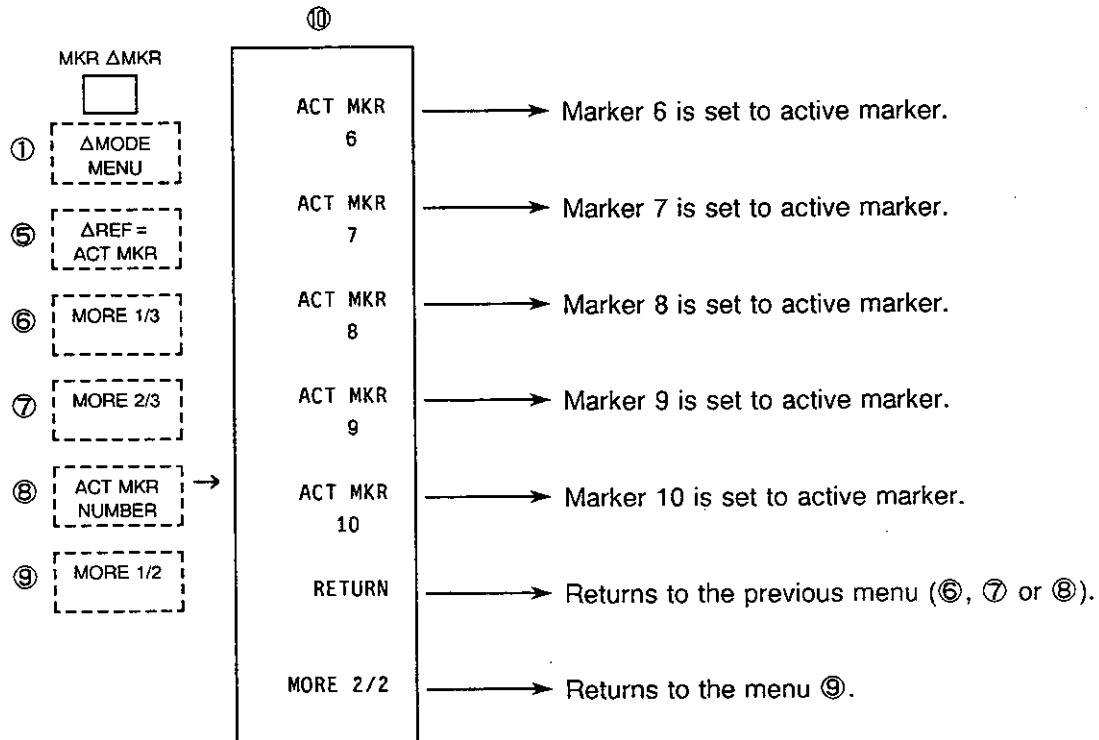 ⑩
MKR ΔMKR
① ΔMODE
MENU
⑤ ΔREF =
ACT MKR
⑥ MORE 1/3
⑦ MORE 2/3
⑧ ACT MKR
NUMBER →
⑨ MORE 1/2
ACT MKR
6 → Marker 6 is set to active marker.
ACT MKR
7 → Marker 7 is set to active marker.
ACT MKR
8 → Marker 8 is set to active marker.
ACT MKR
9 → Marker 9 is set to active marker.
ACT MKR
10 → Marker 10 is set to active marker.
RETURN → Returns to the previous menu (⑥, ⑦ or ⑧).
MORE 2/2 → Returns to the menu ⑨.